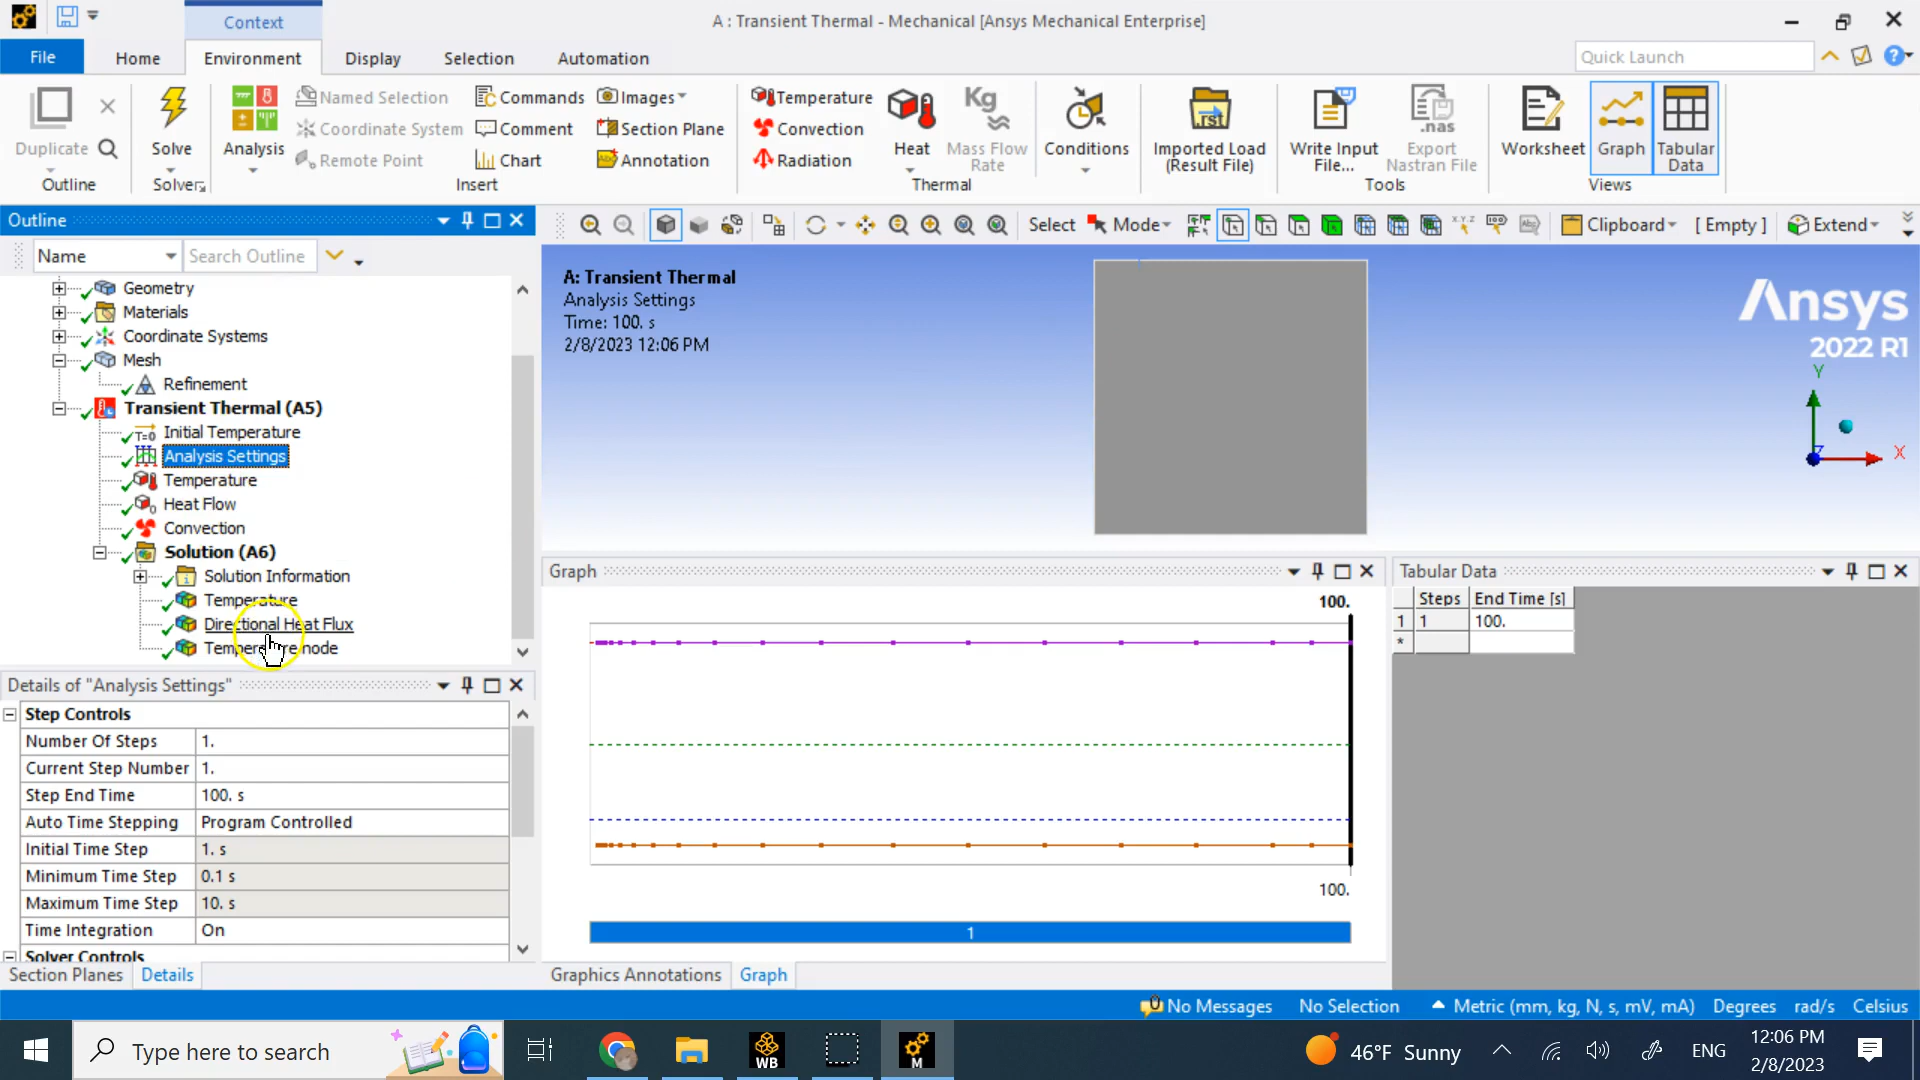 Context
A : Transient Thermal - Mechanical [Ansys Mechanical Enterprise]
File
Home
Environment
Display
Selection
Automation
Quick Launch
Duplicate
Outline
Solve
Solver
Analysis
Named Selection
Coordinate System
Remote Point
Commands
Comment
Chart
Images
Section Plane
Annotation
Insert
Temperature
Convection
Radiation
Heat
Mass Flow
Rate
Thermal
Conditions
Imported Load
(Result File)
Write Input
File...
Export
Nastran File
Tools
Worksheet
Graph
Tabular
Data
Views
Outline
Select
Mode
Clipboard
[ Empty ]
Extend
Name
Search Outline
Geometry
Materials
Coordinate Systems
Mesh
Refinement
Transient Thermal (A5)
Initial Temperature
Analysis Settings
Temperature
Heat Flow
Convection
Solution (A6)
Solution Information
Temperature
Directional Heat Flux
A: Transient Thermal
Analysis Settings
Time: 100. s
2/8/2023 12:06 PM
Ansys
2022 R1
Y
X
Z
Details of "Analysis Settings"
Step Controls
Number Of Steps 1.
Current Step Number 1.
Step End Time 100. s
Auto Time Stepping Program Controlled
Initial Time Step 1. s
Minimum Time Step 0.1 s
Maximum Time Step 10. s
Time Integration On
Solver Controls
Section Planes
Details
Graph
100.
100.
1
Graphics Annotations
Graph
Tabular Data
Steps End Time [s]
1 1 100.
*
No Messages
No Selection
Metric (mm, kg, N, s, mV, mA)
Degrees
rad/s
Celsius
Type here to search
WB
M
46°F Sunny
ENG
12:06 PM
2/8/2023